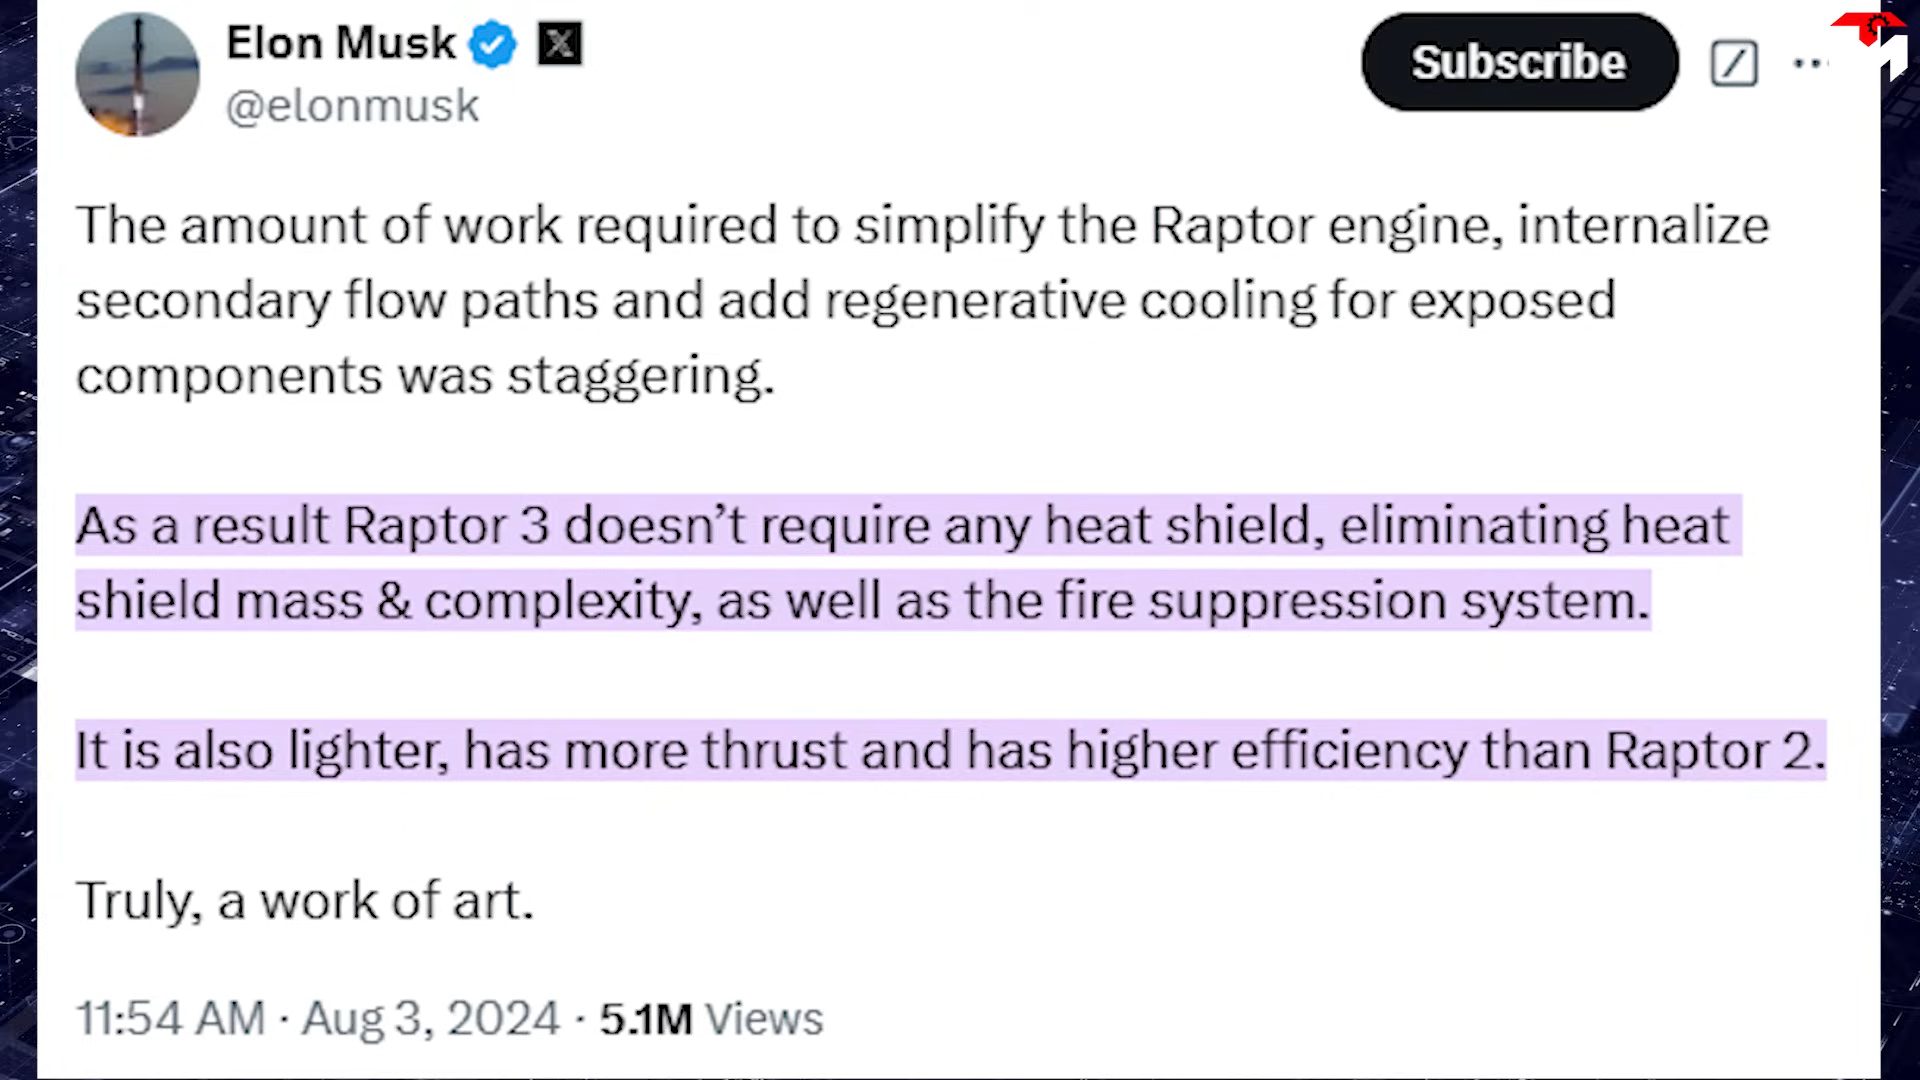 Elon Musk
@elonmusk
Subscribe
The amount of work required to simplify the Raptor engine, internalize
secondary flow paths and add regenerative cooling for exposed
components was staggering.
As a result Raptor 3 doesn’t require any heat shield, eliminating heat
shield mass & complexity, as well as the fire suppression system.
It is also lighter, has more thrust and has higher efficiency than Raptor 2.
Truly, a work of art.
11:54 AM · Aug 3, 2024 · 5.1M Views